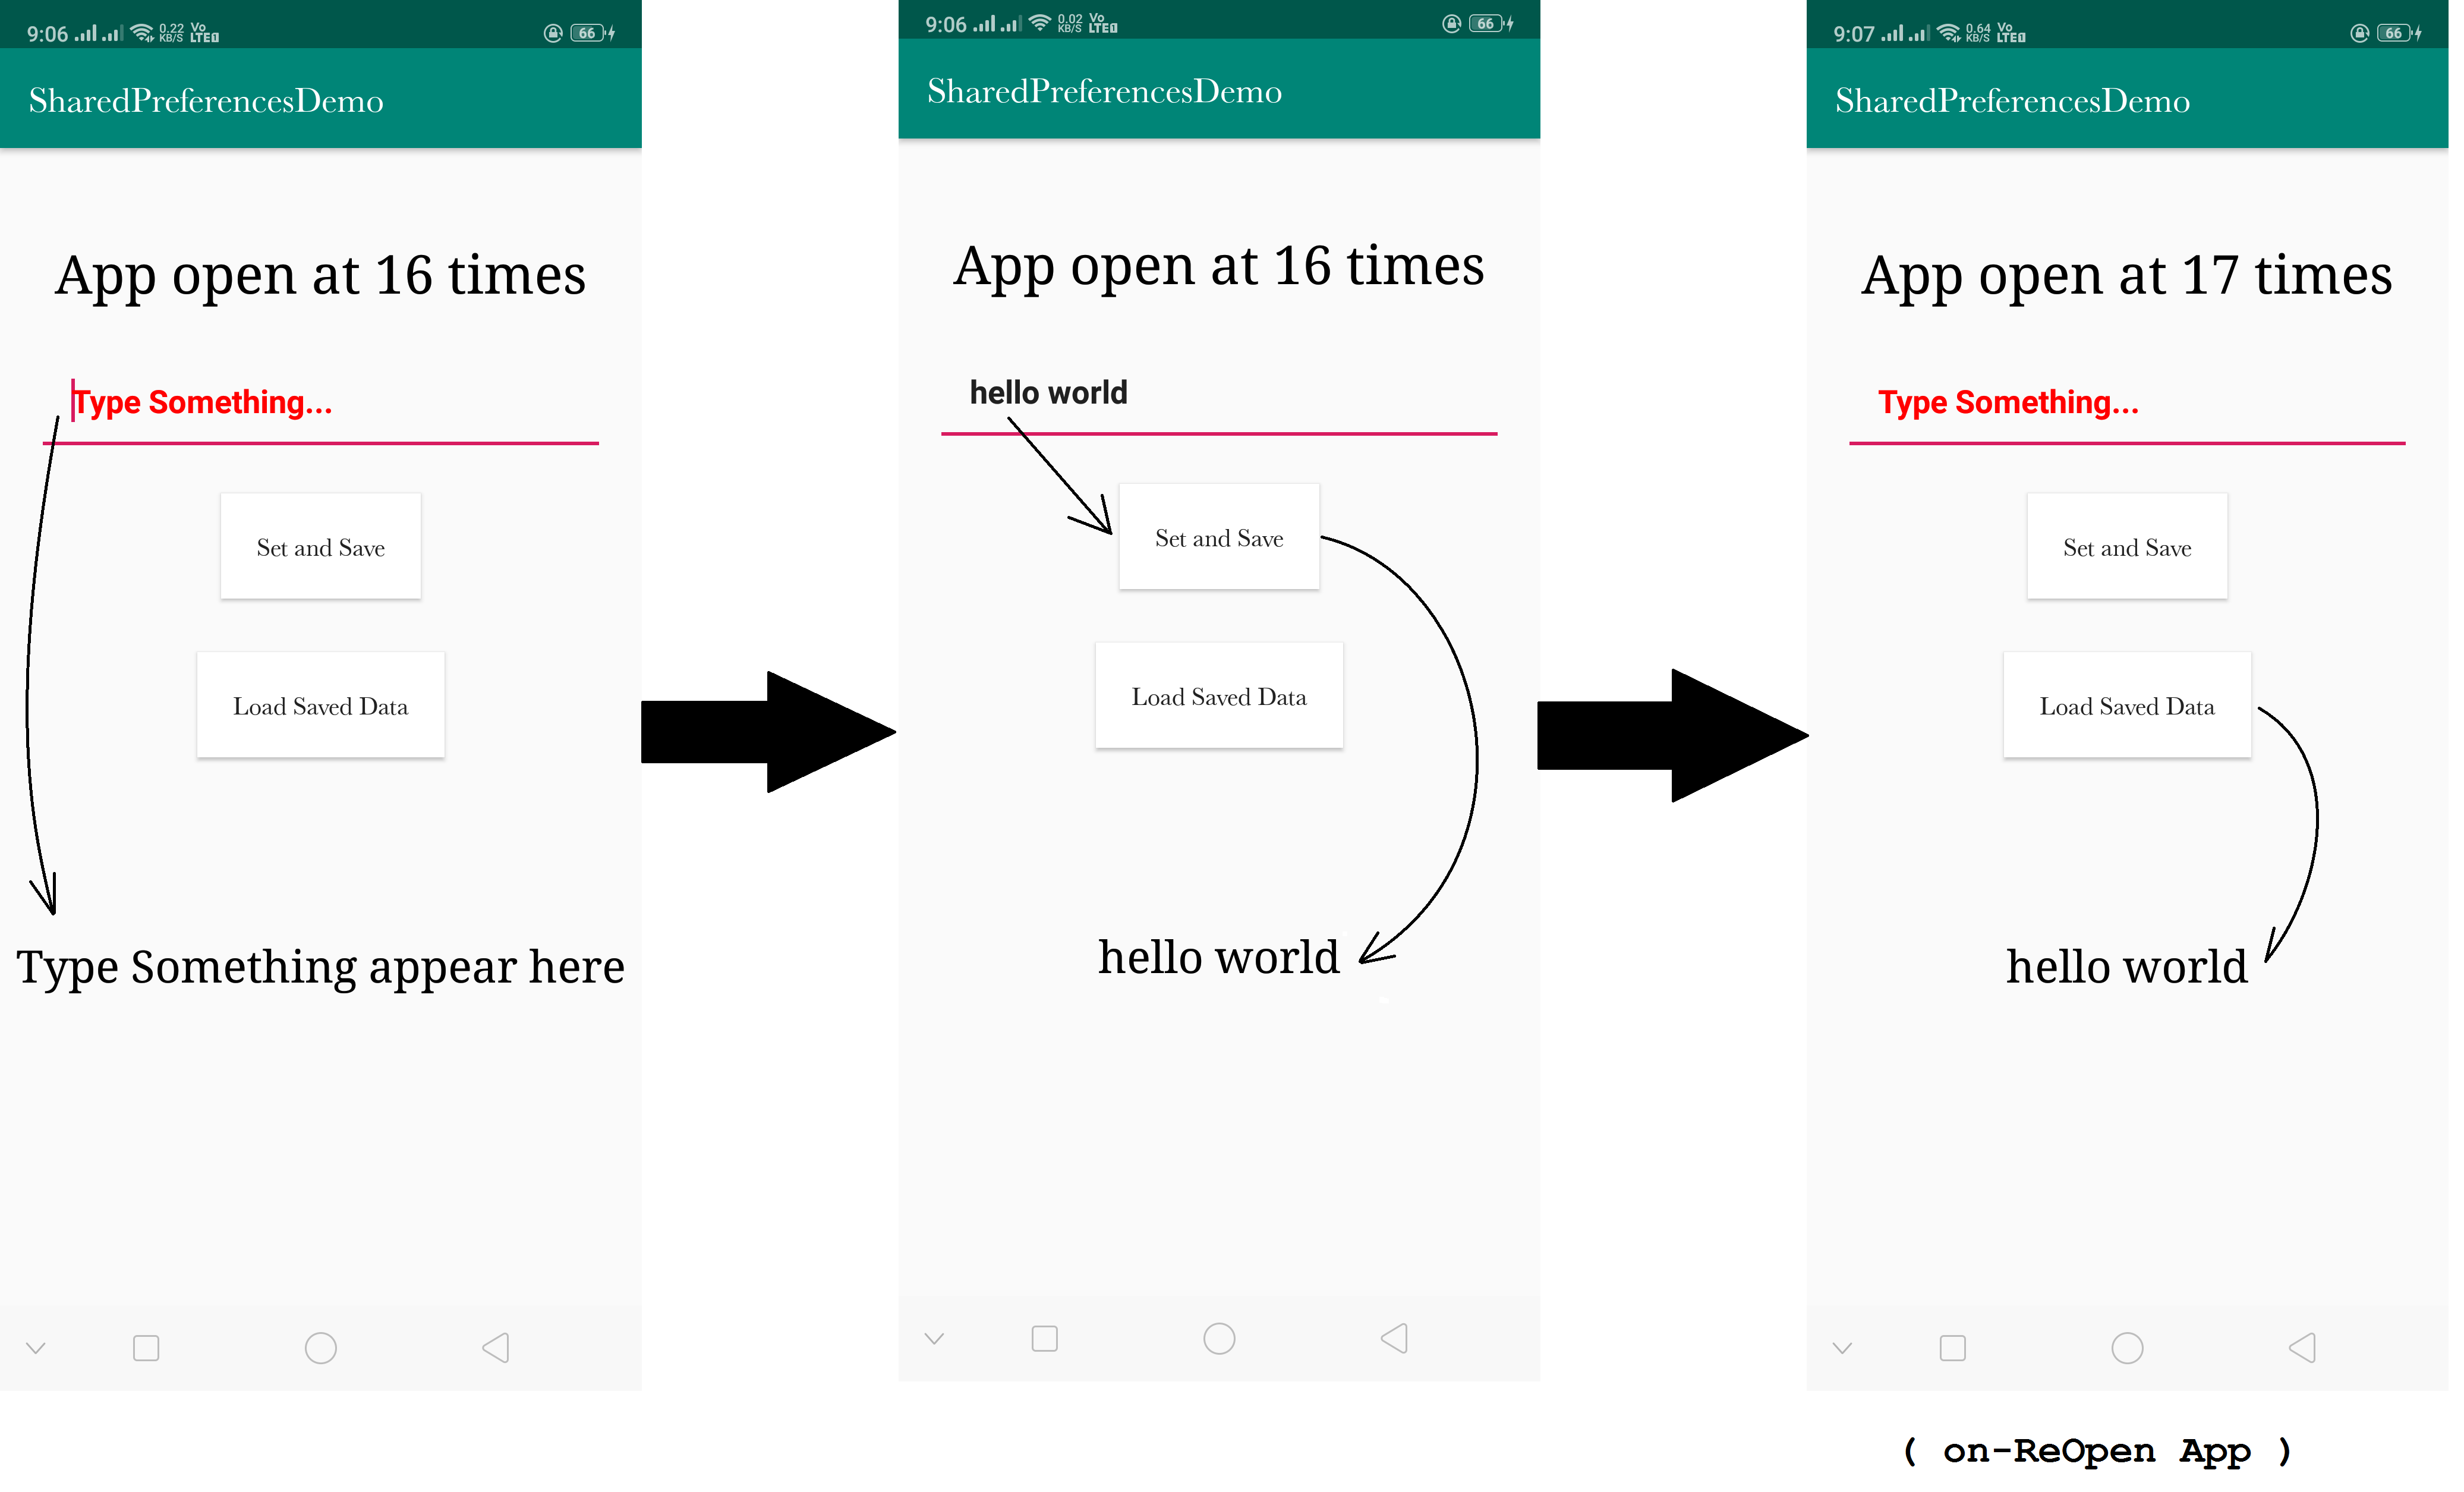 9:06 0.22 KB/S Vo LTE1 66
SharedPreferencesDemo
App open at 16 times
Type Something...
Set and Save
Load Saved Data
Type Something appear here
9:06 0.02 KB/S Vo LTE1 66
SharedPreferencesDemo
App open at 16 times
hello world
Set and Save
Load Saved Data
hello world
9:07 0.64 KB/S Vo LTE1 66
SharedPreferencesDemo
App open at 17 times
Type Something...
Set and Save
Load Saved Data
hello world
( on-ReOpen App )